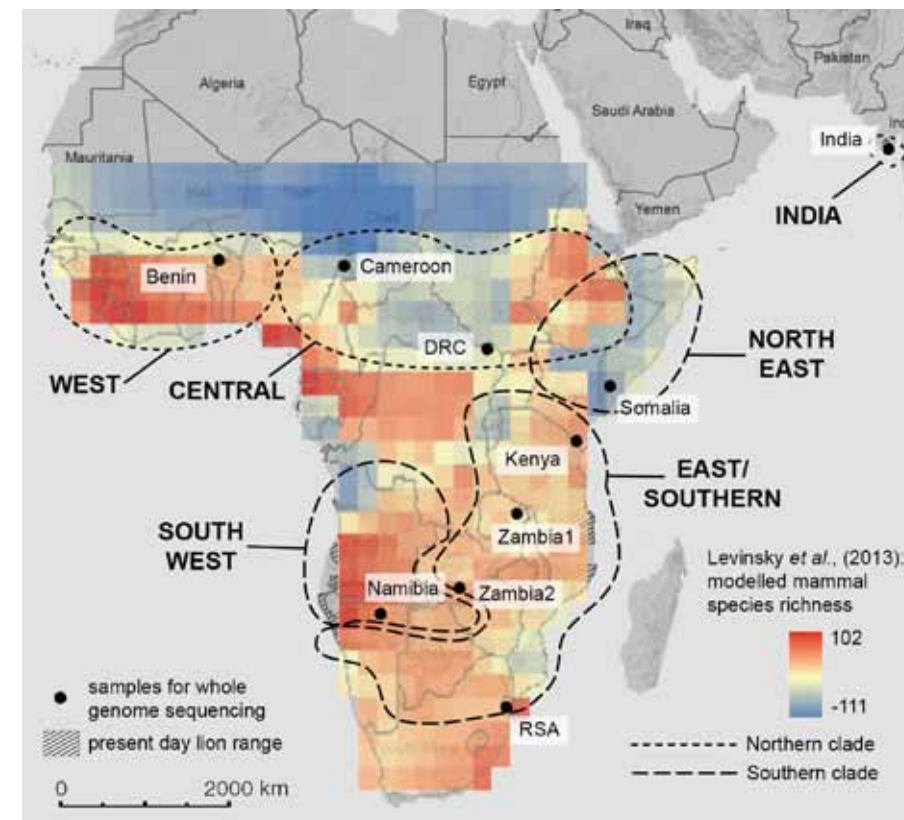 Iraq
Algeria
Egypt
Pakistan
Saudi Arabia
Mauritania
India
Yemen
INDIA
Benin
Cameroon
DRC
NORTH
EAST
WEST
CENTRAL
Somalia
Kenya
EAST/
SOUTHERN
SOUTH
WEST
Zambia1
Levinsky et al., (2013):
modelled mammal
species richness
Namibia
Zambia2
102
-111
samples for whole
genome sequencing
RSA
present day lion range
Northern clade
Southern clade
0 2000 km